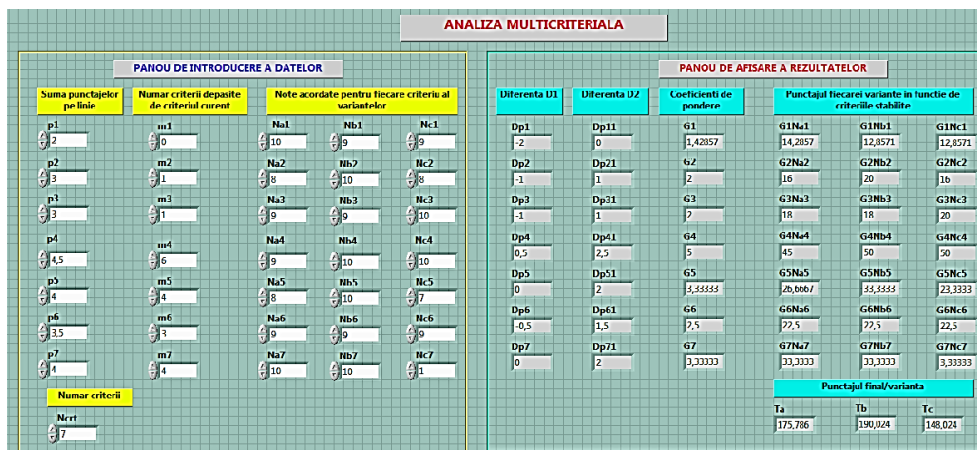 ANALIZA MULTICRITERIALA
PANOU DE INTRODUCERE A DATELOR
Suma punctajelor pe linie
Numar criterii depasite de criteriul curent
Note acordate pentru fiecare criteriu al variantelor
p1 m1 Na1 Nb1 Nc1
2 0 10 9 9
p2 m2 Na2 Nb2 Nc2
3 1 8 10 8
p3 m3 Na3 Nb3 Nc3
3 1 9 9 10
p4 m4 Na4 Nb4 Nc4
4,5 6 9 10 10
p5 m5 Na5 Nb5 Nc5
4 4 8 10 7
p6 m6 Na6 Nb6 Nc6
3,5 3 9 9 9
p7 m7 Na7 Nb7 Nc7
4 4 10 10 1
Numar criterii
Ncrt
7
PANOU DE AFISARE A REZULTATELOR
Diferenta D1
Diferenta D2
Coeficienti de pondere
Punctajul fiecarei variante in functie de criteriile stabilite
Dp1 Dp11 G1 G1Na1 G1Nb1 G1Nc1
-2 0 1,42857 14,2857 12,8571 12,8571
Dp2 Dp21 G2 G2Na2 G2Nb2 G2Nc2
-1 1 2 16 20 16
Dp3 Dp31 G3 G3Na3 G3Nb3 G3Nc3
-1 1 2 18 18 20
Dp4 Dp41 G4 G4Na4 G4Nb4 G4Nc4
0,5 2,5 5 45 50 50
Dp5 Dp51 G5 G5Na5 G5Nb5 G5Nc5
0 2 3,33333 26,6667 33,3333 23,3333
Dp6 Dp61 G6 G6Na6 G6Nb6 G6Nc6
-0,5 1,5 2,5 22,5 22,5 22,5
Dp7 Dp71 G7 G7Na7 G7Nb7 G7Nc7
0 2 3,33333 33,3333 33,3333 3,33333
Punctajul final/varianta
Ta Tb Tc
175,786 190,024 148,024